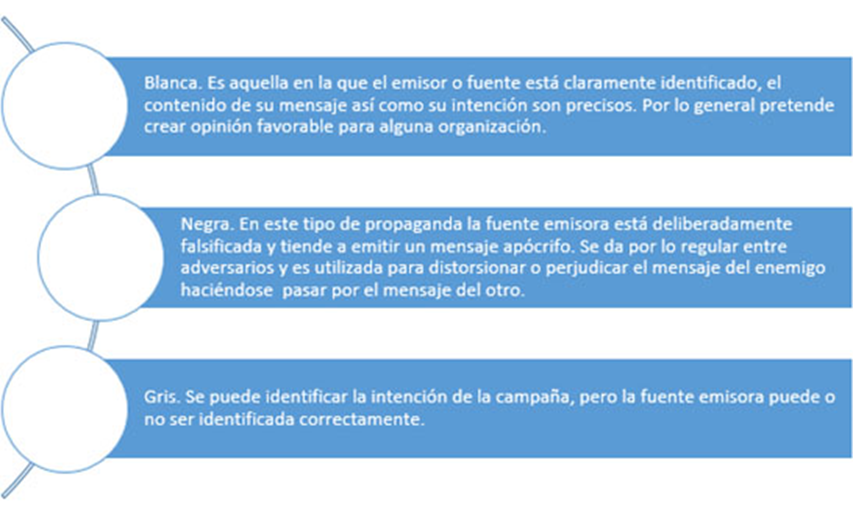 Blanca. Es aquella en la que el emisor o fuente está claramente identificado, el
contenido de su mensaje así como su intención son precisos. Por lo general pretende
crear opinión favorable para alguna organización.
Negra. En este tipo de propaganda la fuente emisora está deliberadamente
falsificada y tiende a emitir un mensaje apócrifo. Se da por lo regular entre
adversarios y es utilizada para distorsionar o perjudicar el mensaje del enemigo
haciéndose pasar por el mensaje del otro.
Gris. Se puede identificar la intención de la campaña, pero la fuente emisora puede o
no ser identificada correctamente.